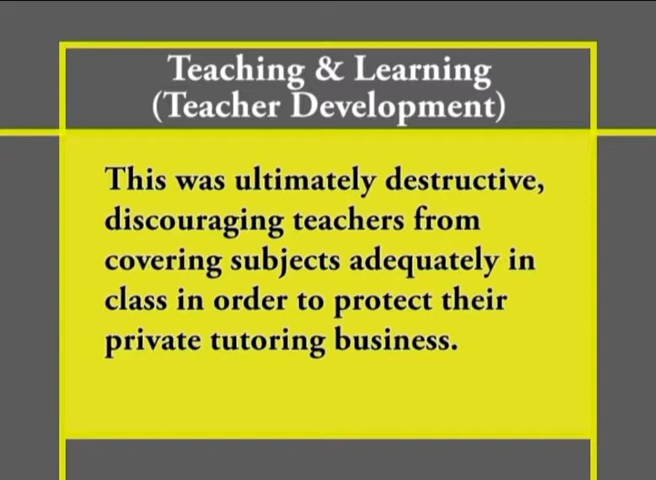 Teaching & Learning
(Teacher Development)
This was ultimately destructive,
discouraging teachers from
covering subjects adequately in
class in order to protect their
private tutoring business.